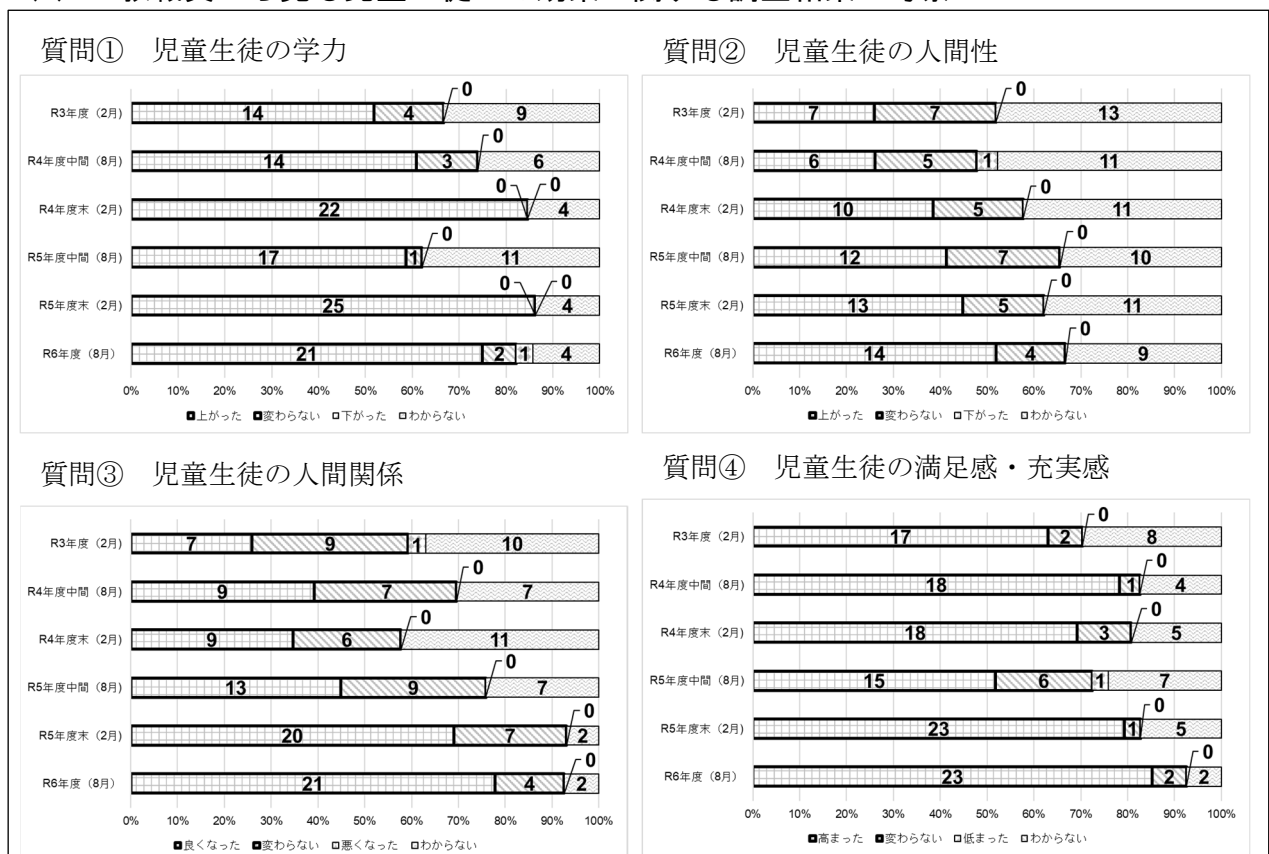 質問① 児童生徒の学力
R3年度（2月） 14 4 0 9
R4年度中間（8月） 14 3 0 6
R4年度末（2月） 22 0 0 4
R5年度中間（8月） 17 1 0 11
R5年度末（2月） 25 0 0 4
R6年度（8月） 21 2 1 4
0% 10% 20% 30% 40% 50% 60% 70% 80% 90% 100%
上がった 変わらない 下がった わからない
質問② 児童生徒の人間性
R3年度（2月） 7 7 0 13
R4年度中間（8月） 6 5 1 11
R4年度末（2月） 10 5 0 11
R5年度中間（8月） 12 7 0 10
R5年度末（2月） 13 5 0 11
R6年度（8月） 14 4 0 9
0% 10% 20% 30% 40% 50% 60% 70% 80% 90% 100%
上がった 変わらない 下がった わからない
質問③ 児童生徒の人間関係
R3年度（2月） 7 9 1 10
R4年度中間（8月） 9 7 0 7
R4年度末（2月） 9 6 0 11
R5年度中間（8月） 13 9 0 7
R5年度末（2月） 20 7 0 2
R6年度（8月） 21 4 0 2
0% 10% 20% 30% 40% 50% 60% 70% 80% 90% 100%
良くなった 変わらない 悪くなった わからない
質問④ 児童生徒の満足感・充実感
R3年度（2月） 17 2 0 8
R4年度中間（8月） 18 1 0 4
R4年度末（2月） 18 3 0 5
R5年度中間（8月） 15 6 1 7
R5年度末（2月） 23 1 0 5
R6年度（8月） 23 2 0 2
0% 10% 20% 30% 40% 50% 60% 70% 80% 90% 100%
高まった 変わらない 低まった わからない